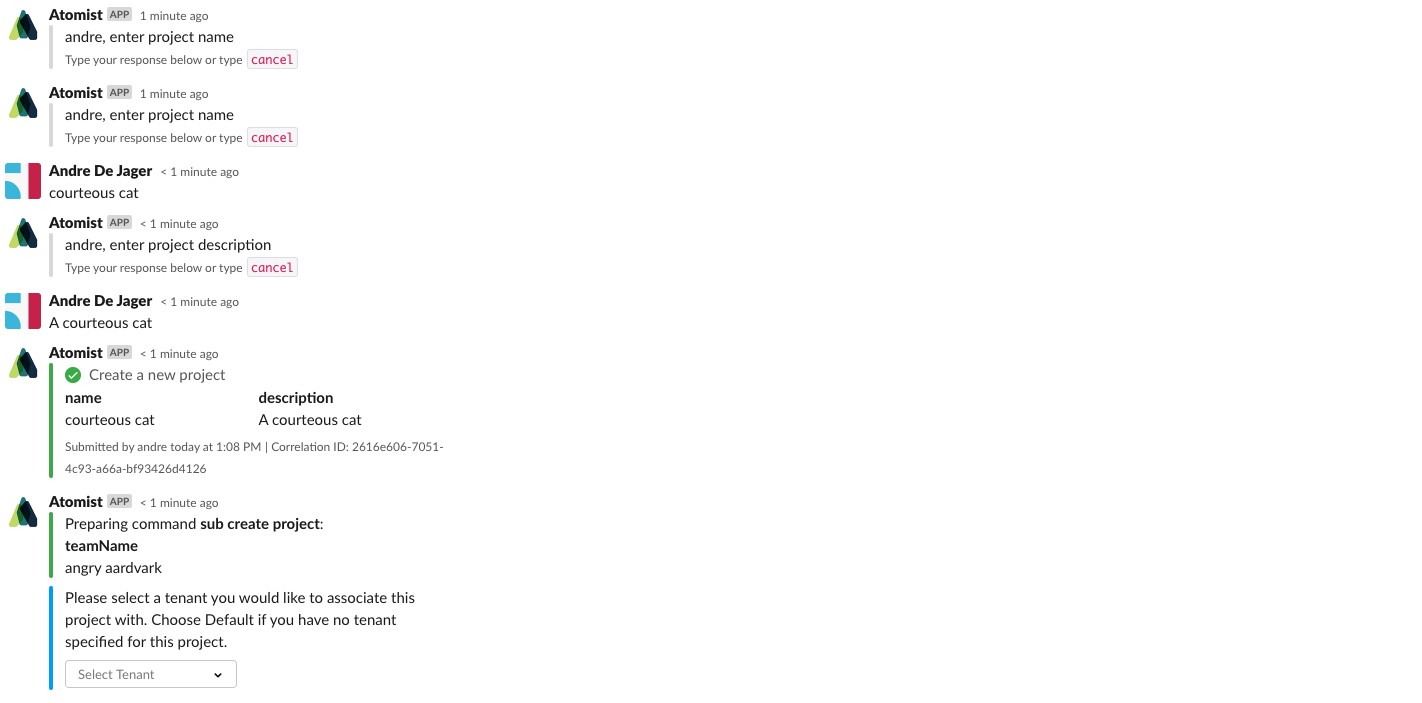 Atomist APP 1 minute ago
andre, enter project name
Type your response below or type cancel
Atomist APP 1 minute ago
andre, enter project name
Type your response below or type cancel
Andre De Jager < 1 minute ago
courteous cat
Atomist APP < 1 minute ago
andre, enter project description
Type your response below or type cancel
Andre De Jager < 1 minute ago
A courteous cat
Atomist APP < 1 minute ago
Create a new project
name description
courteous cat A courteous cat
Submitted by andre today at 1:08 PM | Correlation ID: 2616e606-7051-
4c93-a66a-bf93426d4126
Atomist APP < 1 minute ago
Preparing command sub create project:
teamName
angry aardvark
Please select a tenant you would like to associate this
project with. Choose Default if you have no tenant
specified for this project.
Select Tenant